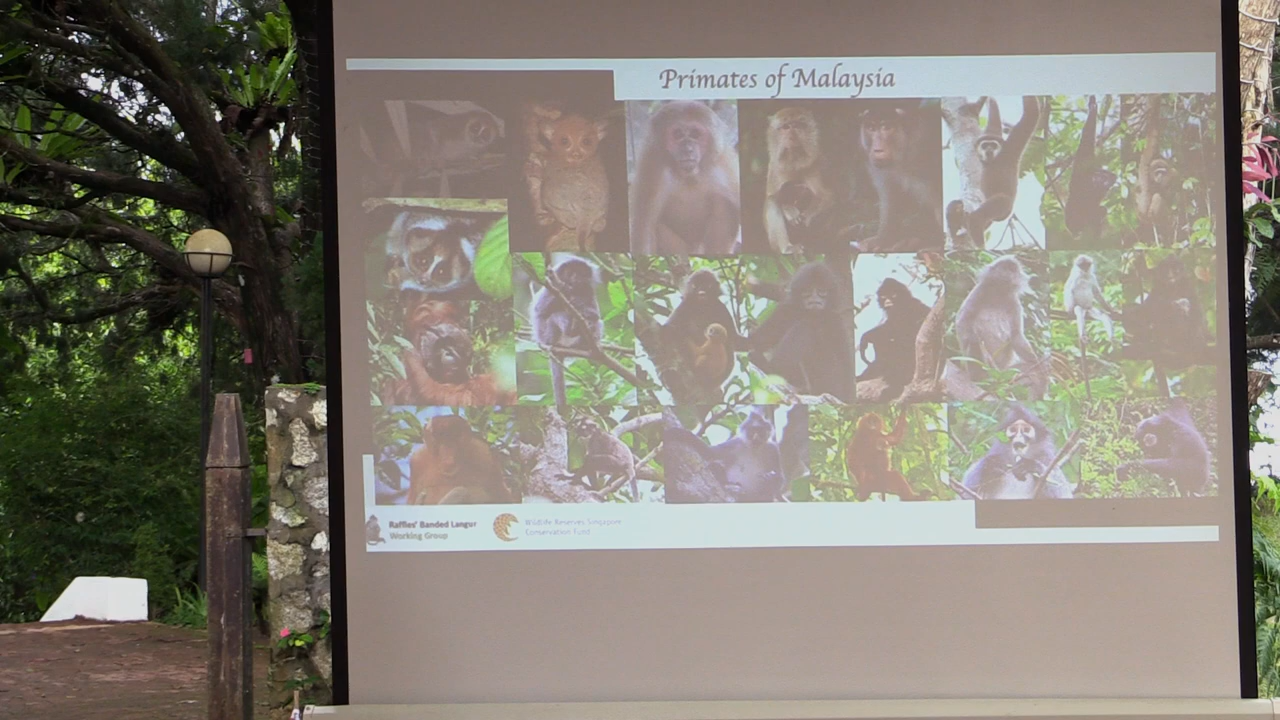 Primates of Malaysia
Raffles' Banded Langur
Working Group
Wildlife Reserves Singapore
Conservation Fund